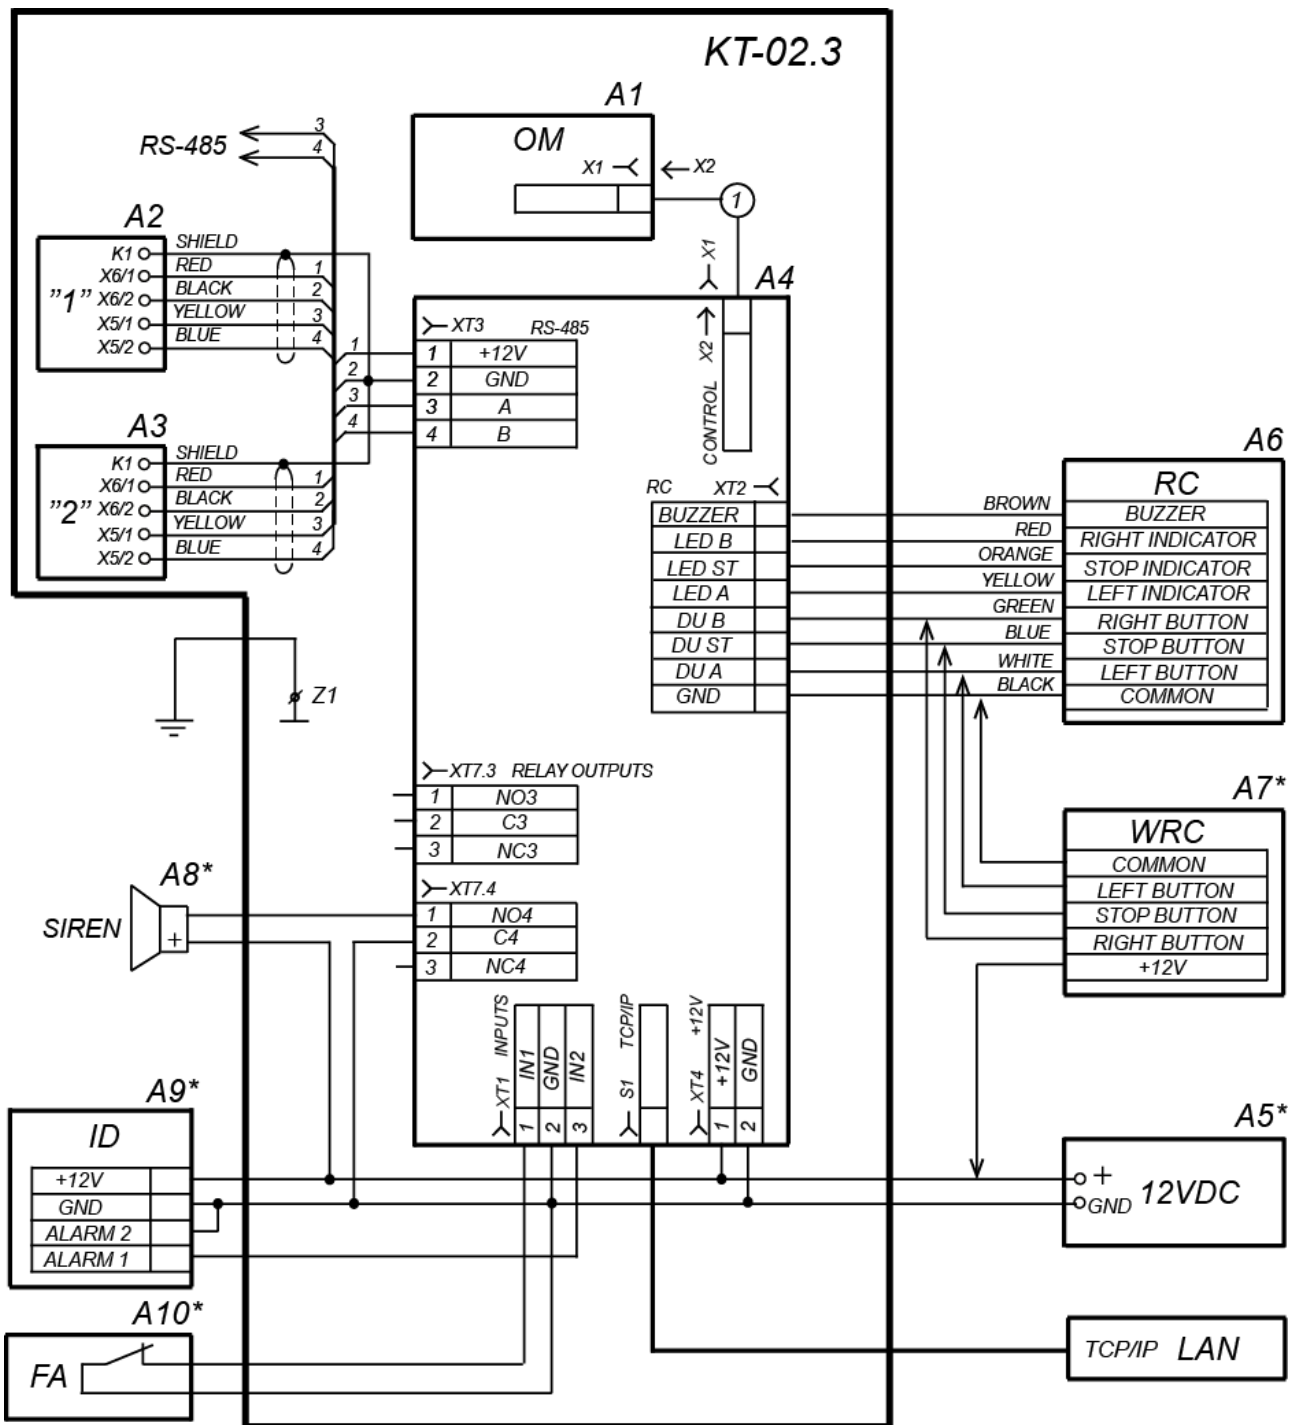 KT-02.3
A1
OM
X1
X2
1
RS-485
3
4
A2
"1"
K1
SHIELD
X6/1
RED
1
X6/2
BLACK
2
X5/1
YELLOW
3
X5/2
BLUE
4
A3
"2"
K1
SHIELD
X6/1
RED
1
X6/2
BLACK
2
X5/1
YELLOW
3
X5/2
BLUE
4
1
2
3
4
A4
XT3 RS-485
1 +12V
2 GND
3 A
4 B
X1
X2
CONTROL
RC XT2
BUZZER
LED B
LED ST
LED A
DU B
DU ST
DU A
GND
BROWN
RED
ORANGE
YELLOW
GREEN
BLUE
WHITE
BLACK
A6
RC
BUZZER
RIGHT INDICATOR
STOP INDICATOR
LEFT INDICATOR
RIGHT BUTTON
STOP BUTTON
LEFT BUTTON
COMMON
Z1
XT7.3 RELAY OUTPUTS
1 NO3
2 C3
3 NC3
XT7.4
1 NO4
2 C4
3 NC4
A7*
WRC
COMMON
LEFT BUTTON
STOP BUTTON
RIGHT BUTTON
+12V
A8*
SIREN
+
XT1 INPUTS
1 IN1
2 GND
3 IN2
S1 TCP/IP
XT4 +12V
1 +12V
2 GND
A9*
ID
+12V
GND
ALARM 2
ALARM 1
A5*
+
GND
12VDC
A10*
FA
TCP/IP LAN